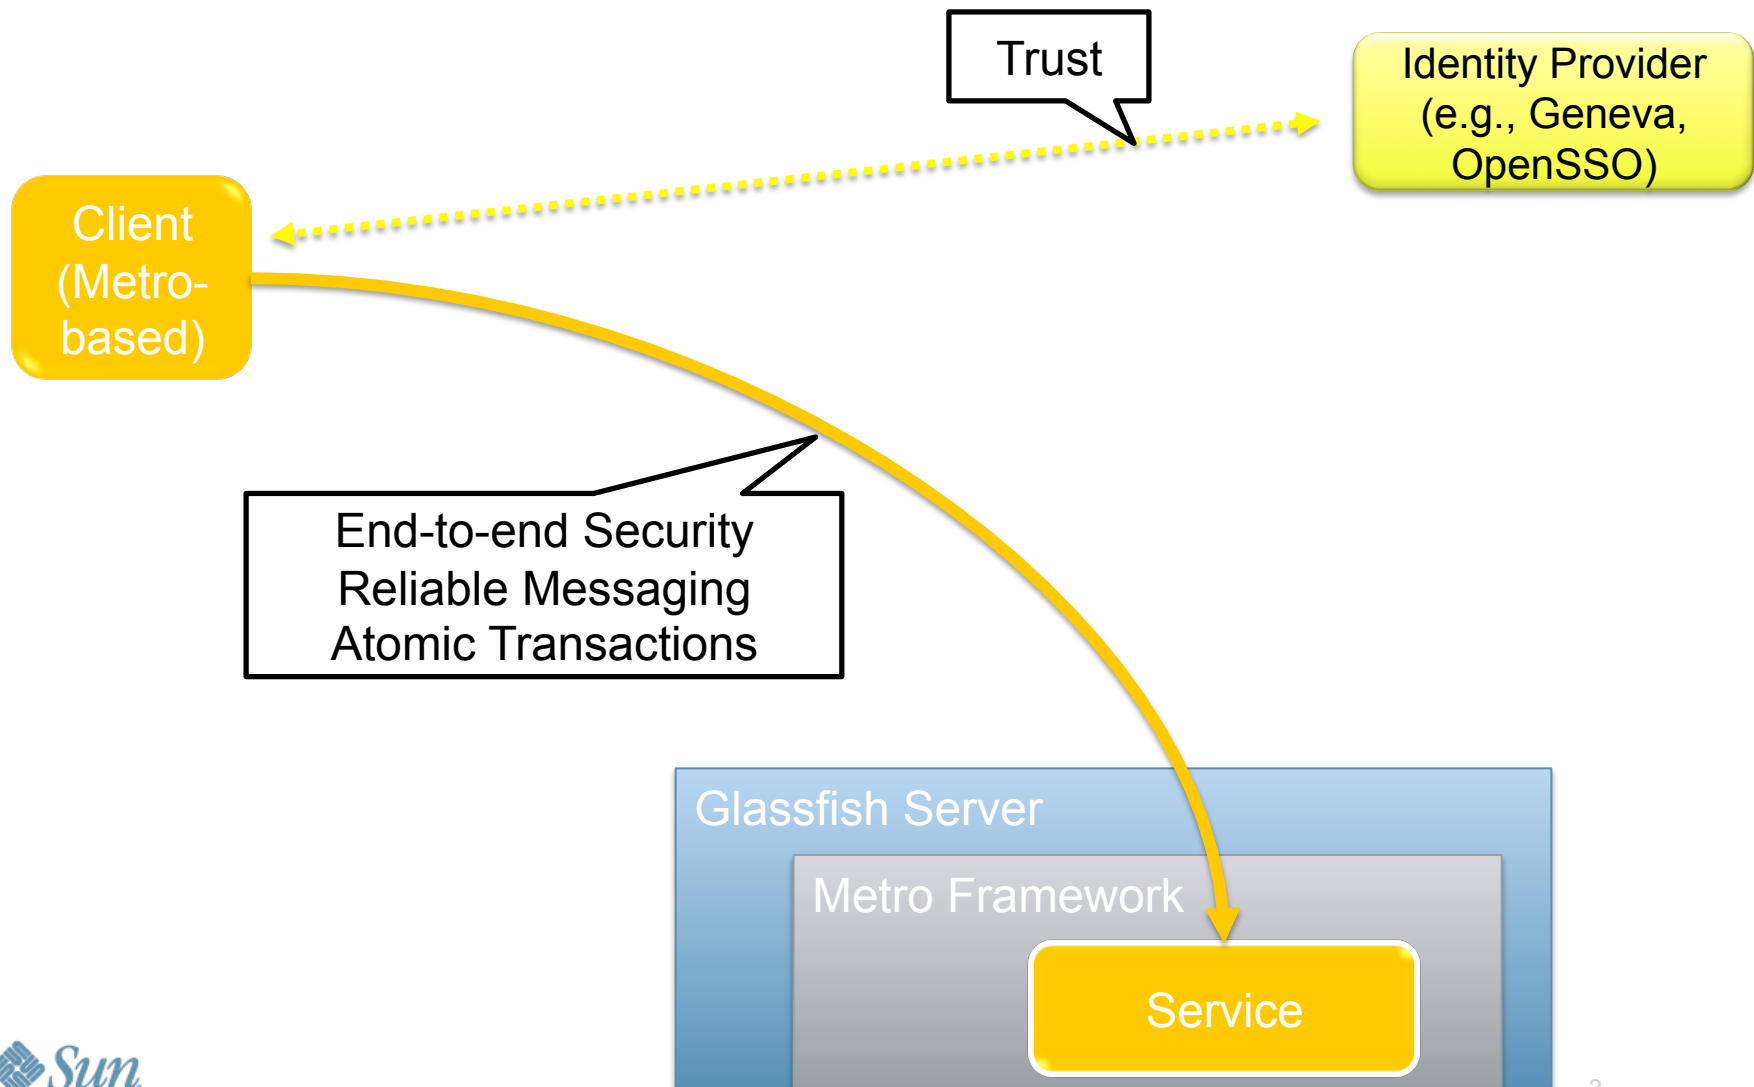 Trust
Identity Provider
(e.g., Geneva,
OpenSSO)
Client
(Metro-
based)
End-to-end Security
Reliable Messaging
Atomic Transactions
Glassfish Server
Metro Framework
Service
Sun